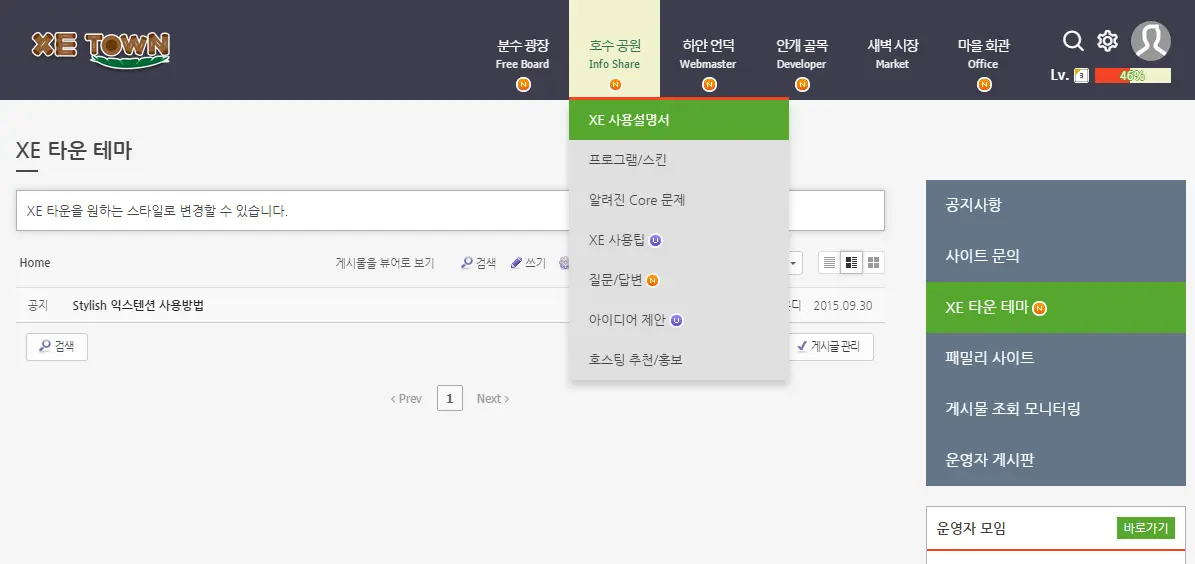 XE TOWN
분수 광장
Free Board
N
호수 공원
Info Share
N
하얀 언덕
Webmaster
N
안개 골목
Developer
N
새벽 시장
Market
마을 회관
Office
N
Lv. 3 46%
XE 사용설명서
프로그램/스킨
알려진 Core 문제
XE 사용팁 U
질문/답변 N
아이디어 제안 U
호스팅 추천/홍보
XE 타운 테마
XE 타운을 원하는 스타일로 변경할 수 있습니다.
Home 게시물을 뷰어로 보기 검색 쓰기
공지 Stylish 익스텐션 사용방법 2015.09.30
검색 게시글 관리
‹ Prev 1 Next ›
공지사항
사이트 문의
XE 타운 테마 N
패밀리 사이트
게시물 조회 모니터링
운영자 게시판
운영자 모임 바로가기